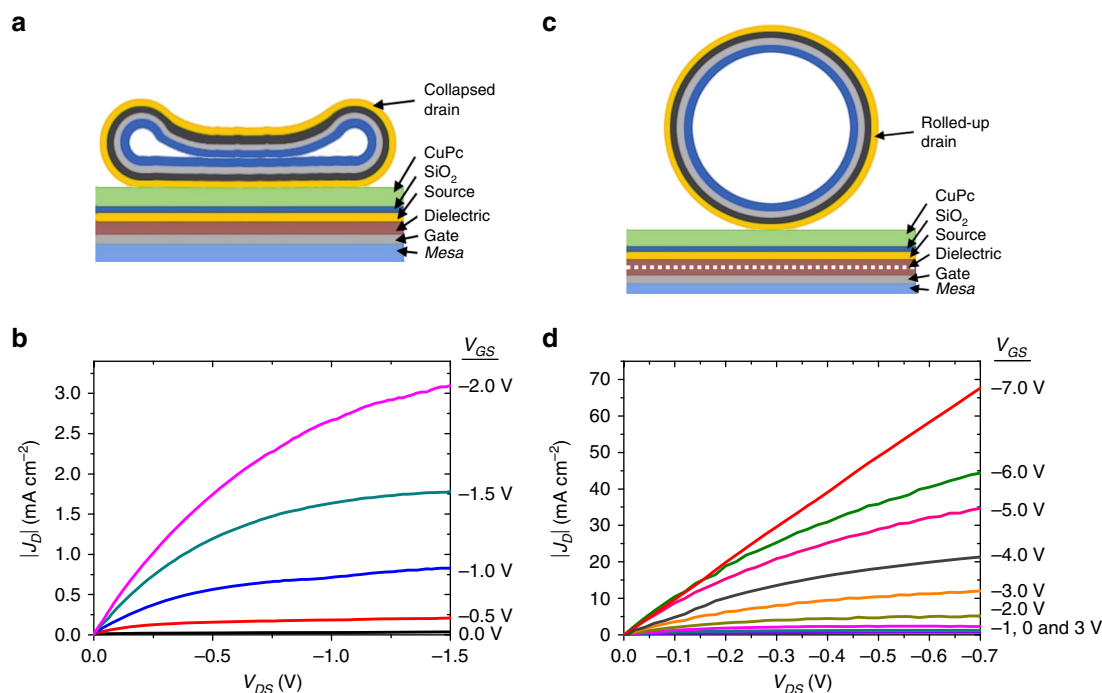 a
Collapsed
drain
CuPc
SiO2
Source
Dielectric
Gate
Mesa
c
Rolled-up
drain
CuPc
SiO2
Source
Dielectric
Gate
Mesa
b
VGS
3.0
2.5
2.0
1.5
1.0
0.5
0.0
|JD| (mA cm−2)
−2.0 V
−1.5 V
−1.0 V
−0.5 V
0.0 V
0.0 −0.5 −1.0 −1.5
VDS (V)
d
VGS
70
60
50
40
30
20
10
0
|JD| (mA cm−2)
−7.0 V
−6.0 V
−5.0 V
−4.0 V
−3.0 V
−2.0 V
−1, 0 and 3 V
0.0 −0.1 −0.2 −0.3 −0.4 −0.5 −0.6 −0.7
VDS (V)